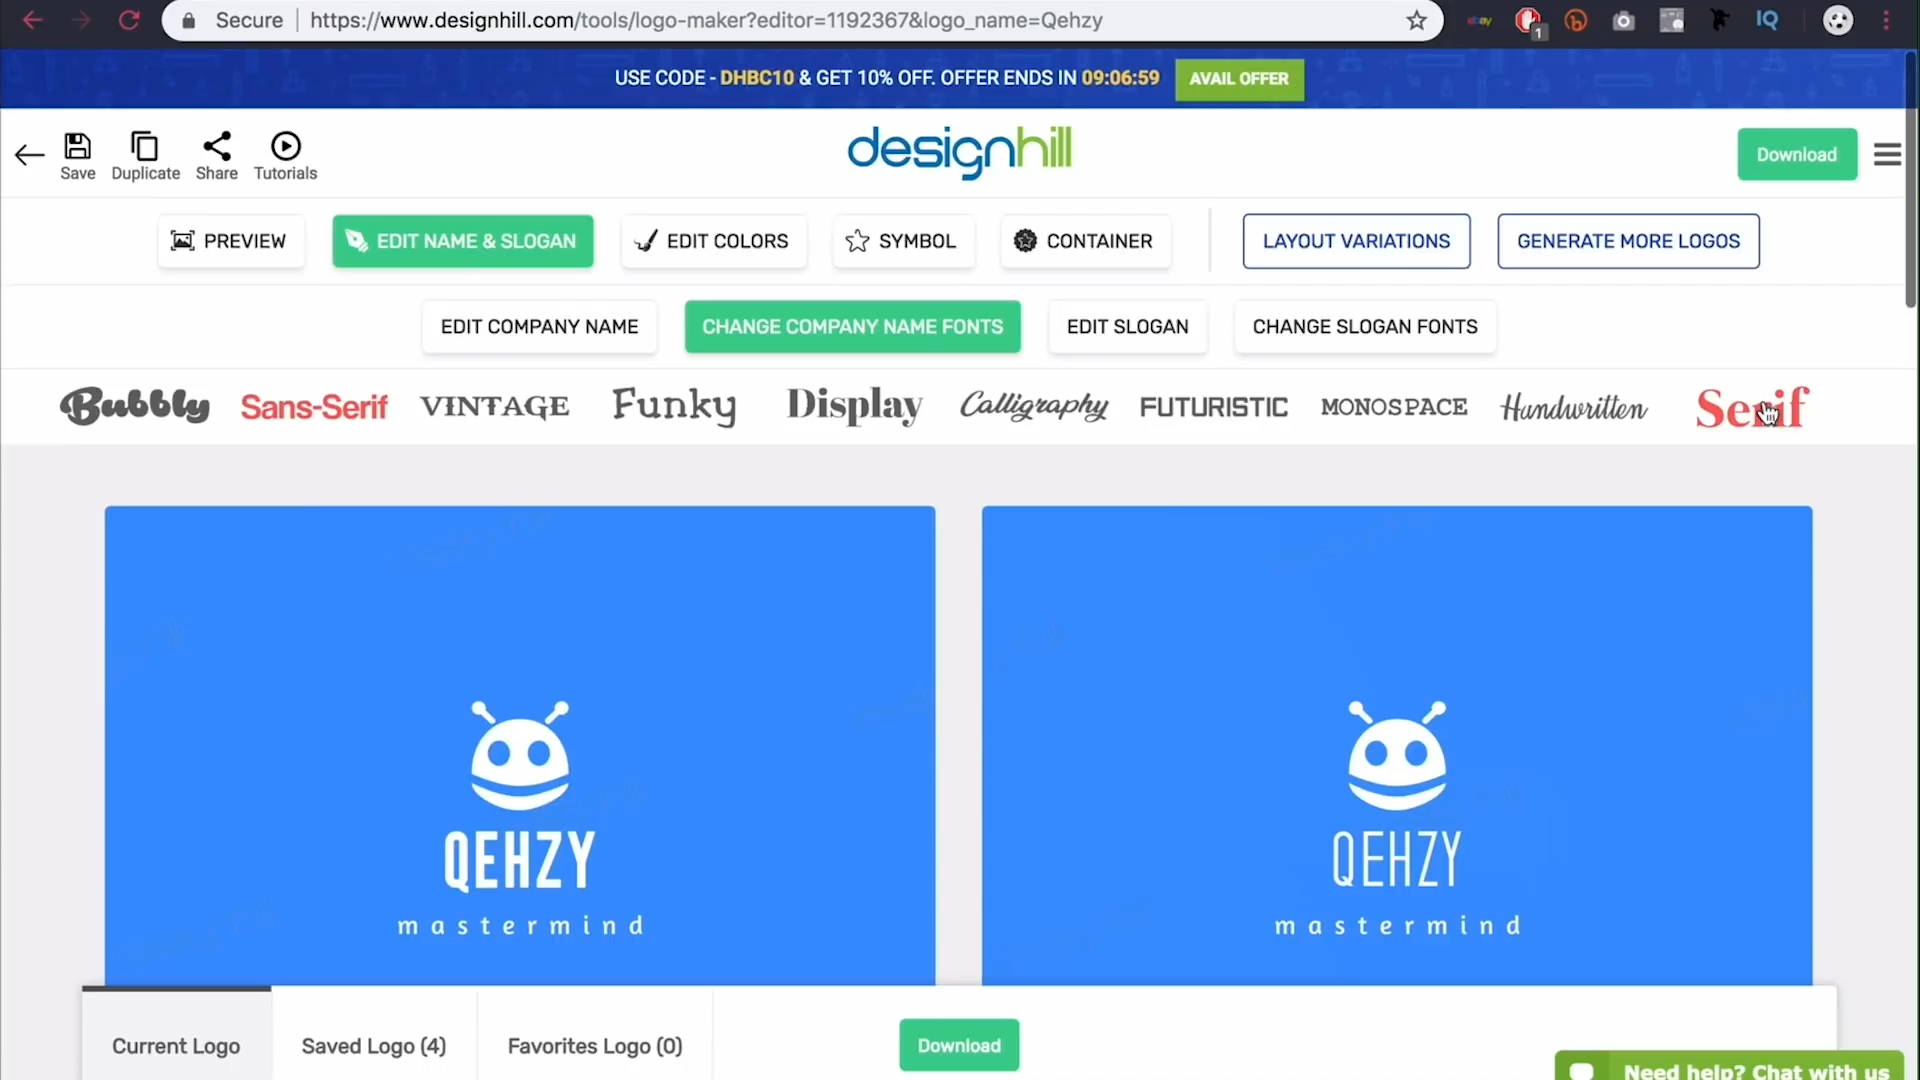 Secure https://www.designhill.com/tools/logo-maker?editor=1192367&logo_name=Qehzy
ebay 1 IQ
USE CODE - DHBC10 & GET 10% OFF. OFFER ENDS IN 09:06:59 AVAIL OFFER
Save Duplicate Share Tutorials
designhill
Download
PREVIEW EDIT NAME & SLOGAN EDIT COLORS SYMBOL CONTAINER LAYOUT VARIATIONS GENERATE MORE LOGOS
EDIT COMPANY NAME CHANGE COMPANY NAME FONTS EDIT SLOGAN CHANGE SLOGAN FONTS
Bubbly Sans-Serif VINTAGE Funky Display Calligraphy FUTURISTIC MONOSPACE Handwritten Serif
QEHZY
mastermind
QEHZY
mastermind
Current Logo Saved Logo (4) Favorites Logo (0) Download
Need help? Chat with us